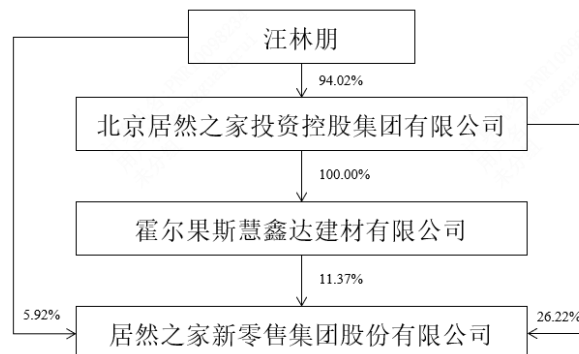 汪林朋
94.02%
北京居然之家投资控股集团有限公司
100.00%
霍尔果斯慧鑫达建材有限公司
11.37%
5.92%
居然之家新零售集团股份有限公司
26.22%